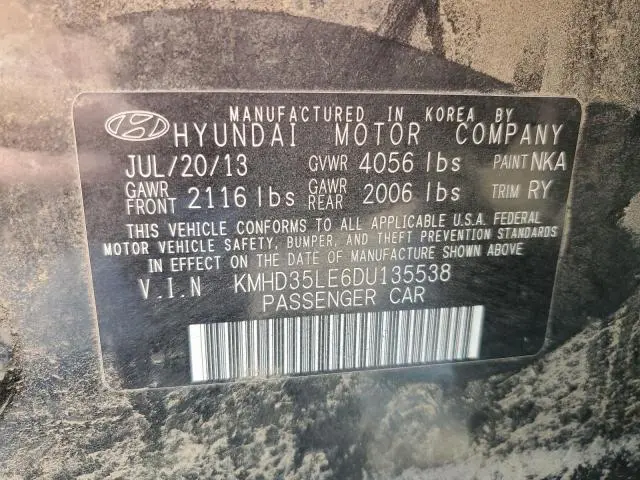 MANUFACTURED IN KOREA BY
HYUNDAI MOTOR COMPANY
JUL/20/13 GVWR 4056 lbs PAINT NKA
GAWR FRONT 2116 lbs GAWR REAR 2006 lbs TRIM RY
THIS VEHICLE CONFORMS TO ALL APPLICABLE U.S.A. FEDERAL
MOTOR VEHICLE SAFETY, BUMPER, AND THEFT PREVENTION STANDARDS
IN EFFECT ON THE DATE OF MANUFACTURE SHOWN ABOVE.
V.I.N KMHD35LE6DU135538
PASSENGER CAR